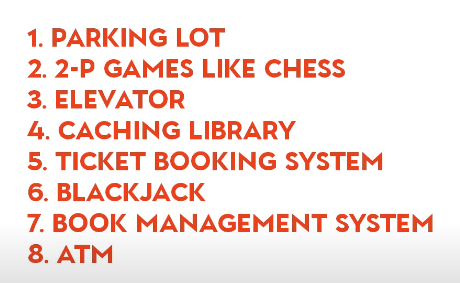 1. PARKING LOT
2. 2-P GAMES LIKE CHESS
3. ELEVATOR
4. CACHING LIBRARY
5. TICKET BOOKING SYSTEM
6. BLACKJACK
7. BOOK MANAGEMENT SYSTEM
8. ATM